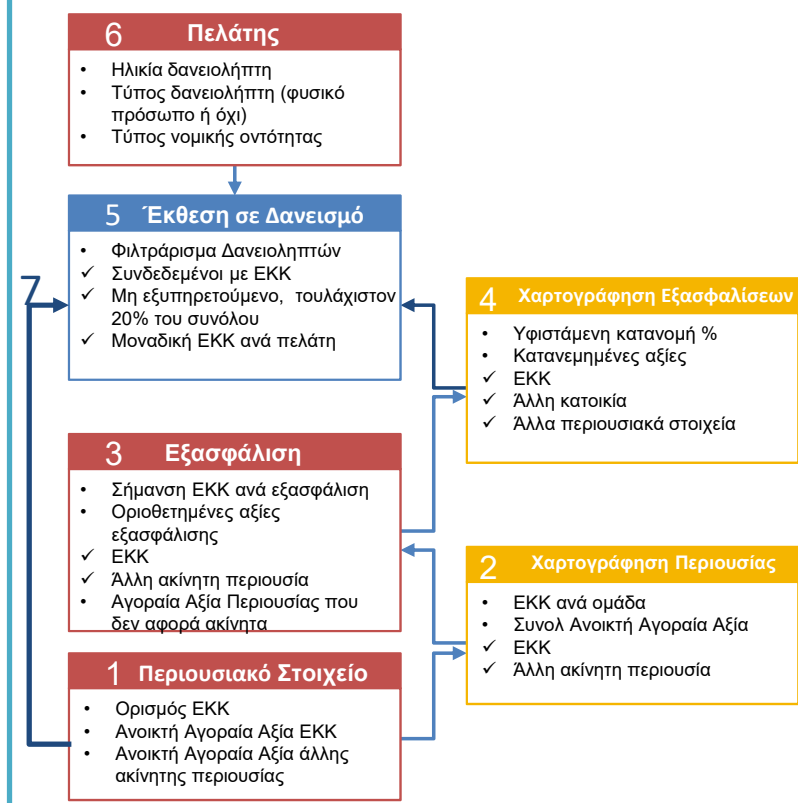 6 Πελάτης
• Ηλικία δανειολήπτη
• Τύπος δανειολήπτη (φυσικό
πρόσωπο ή όχι)
• Τύπος νομικής οντότητας
5 Έκθεση σε Δανεισμό
• Φιλτράρισμα Δανειοληπτών
✓ Συνδεδεμένοι με ΕΚΚ
✓ Μη εξυπηρετούμενο, τουλάχιστον
20% του συνόλου
✓ Μοναδική ΕΚΚ ανά πελάτη
7
4 Χαρτογράφηση Εξασφαλίσεων
• Υφιστάμενη κατανομή %
• Κατανεμημένες αξίες
✓ ΕΚΚ
✓ Άλλη κατοικία
✓ Άλλα περιουσιακά στοιχεία
3 Εξασφάλιση
• Σήμανση ΕΚΚ ανά εξασφάλιση
• Οριοθετημένες αξίες
εξασφάλισης
✓ ΕΚΚ
✓ Άλλη ακίνητη περιουσία
• Αγοραία Αξία Περιουσίας που
δεν αφορά ακίνητα
2 Χαρτογράφηση Περιουσίας
• ΕΚΚ ανά ομάδα
• Συνολ Ανοικτή Αγοραία Αξία
✓ ΕΚΚ
✓ Άλλη ακίνητη περιουσία
1 Περιουσιακό Στοιχείο
• Ορισμός ΕΚΚ
• Ανοικτή Αγοραία Αξία ΕΚΚ
• Ανοικτή Αγοραία Αξία άλλης
ακίνητης περιουσίας